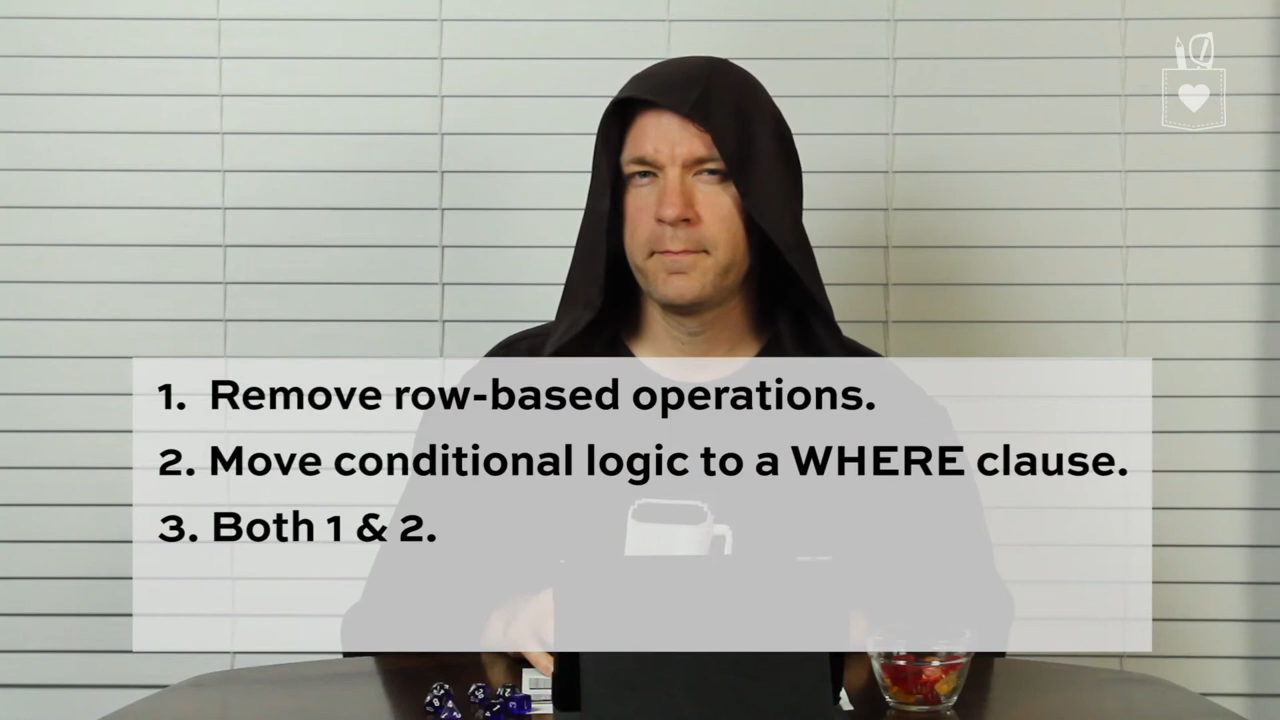 1. Remove row-based operations.
2. Move conditional logic to a WHERE clause.
3. Both 1 & 2.